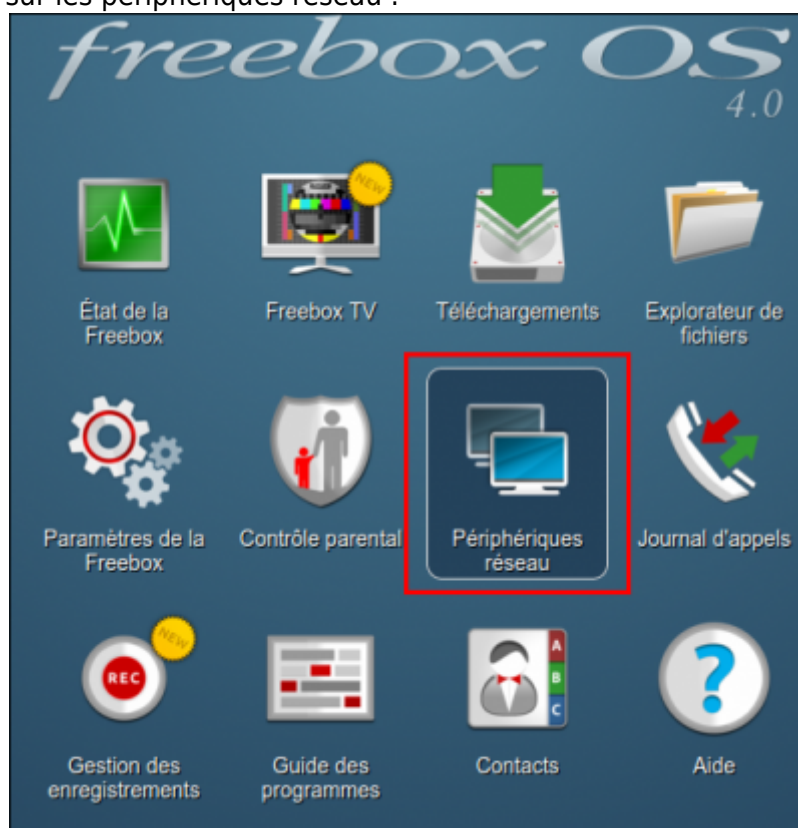 sur les périphériques réseau :
freebox OS
4.0
NEW
État de la
Freebox
Freebox TV
Téléchargements
Explorateur de
fichiers
Paramètres de la
Freebox
Contrôle parental
Périphériques
réseau
Journal d'appels
NEW
REC
A
B
C
?
Gestion des
enregistrements
Guide des
programmes
Contacts
Aide